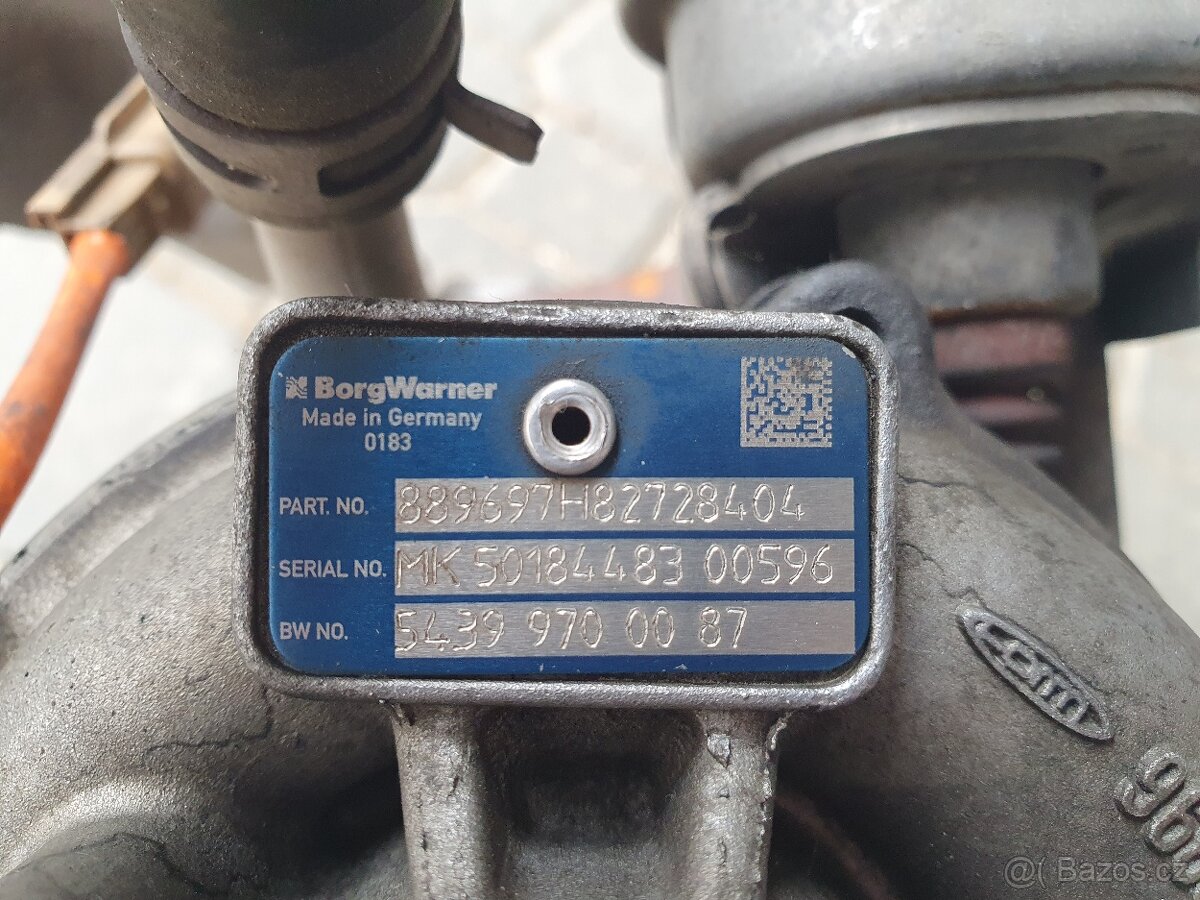 BorgWarner
Made in Germany
0183
PART. NO. 889697H82728404
SERIAL NO. MK 50184483 00596
BW NO. 5439 970 00 87
96
@( Bazos.cz